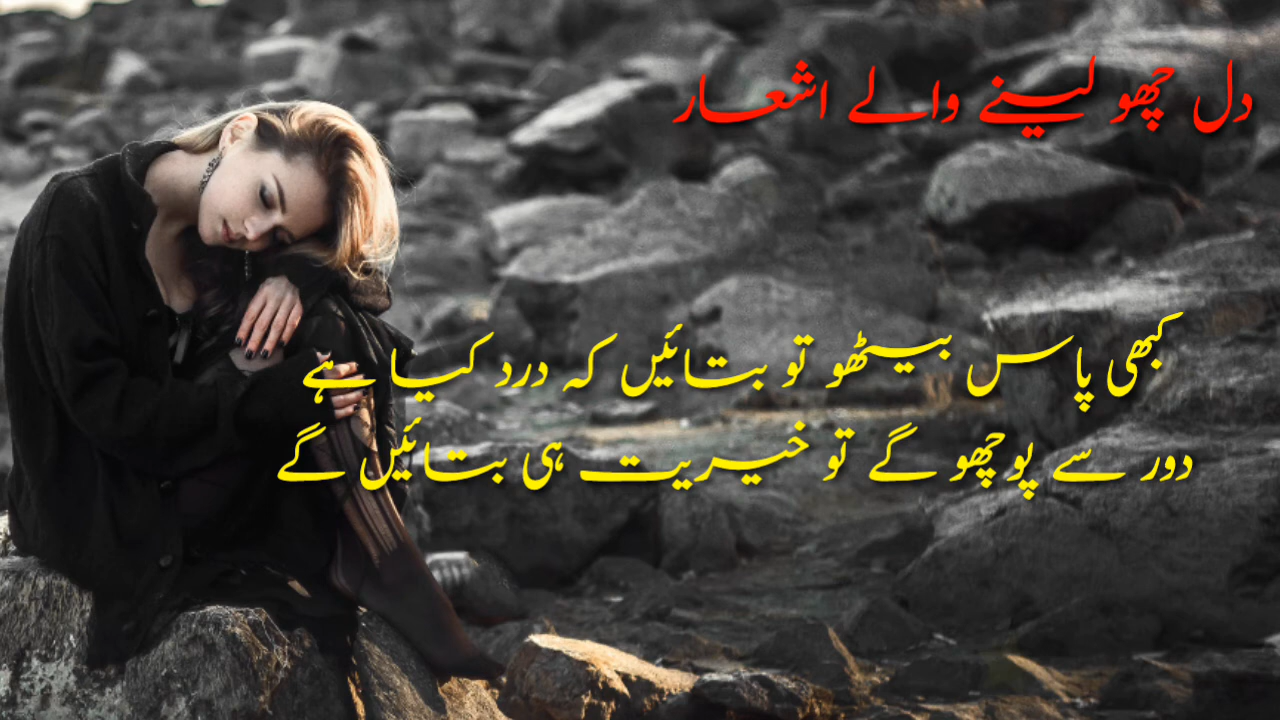 دل چھو لینے والے اشعار
کبھی پاس بیٹھو تو بتائیں کہ درد کیا ہے
دور سے پوچھو گے تو خیریت ہی بتائیں گے